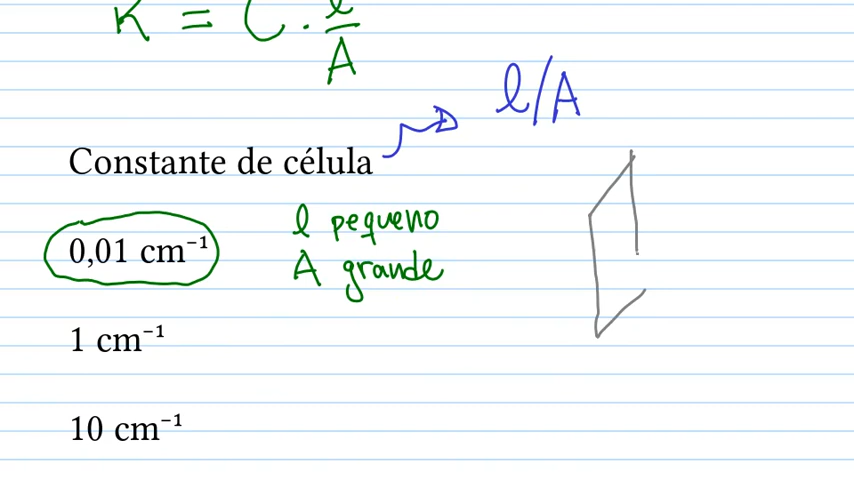 K = C · l/A
l/A
Constante de célula
0,01 cm⁻¹
l pequeno
A grande
1 cm⁻¹
10 cm⁻¹